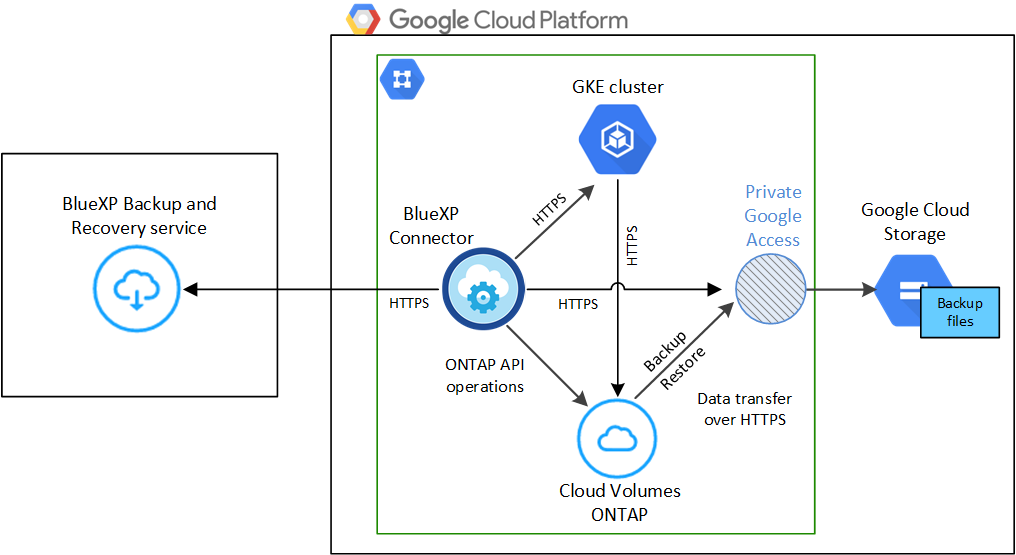 Google Cloud Platform
GKE cluster
BlueXP Backup and
Recovery service
BlueXP
Connector
HTTPS
HTTPS
Private
Google
Access
Google Cloud
Storage
Backup
files
HTTPS
HTTPS
ONTAP API
operations
Backup
Restore
Data transfer
over HTTPS
Cloud Volumes
ONTAP